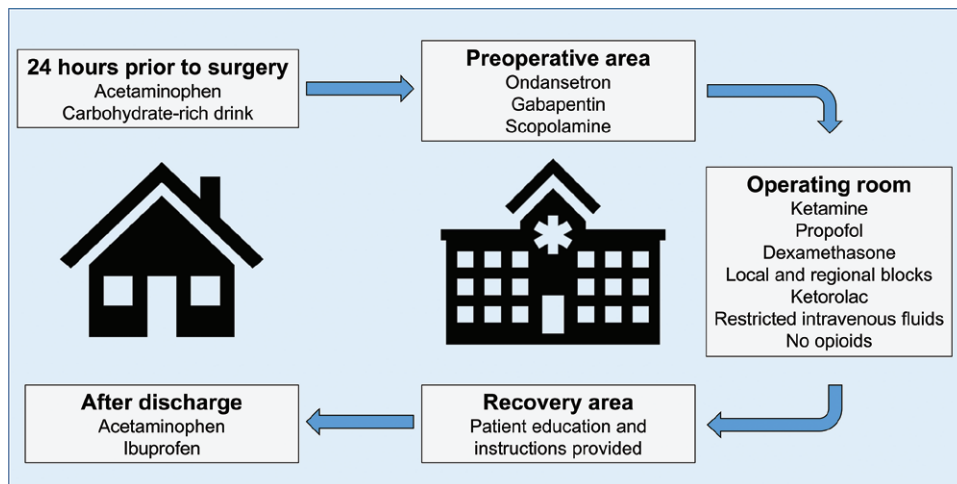 24 hours prior to surgery
Acetaminophen
Carbohydrate-rich drink
Preoperative area
Ondansetron
Gabapentin
Scopolamine
Operating room
Ketamine
Propofol
Dexamethasone
Local and regional blocks
Ketorolac
Restricted intravenous fluids
No opioids
Recovery area
Patient education and
instructions provided
After discharge
Acetaminophen
Ibuprofen